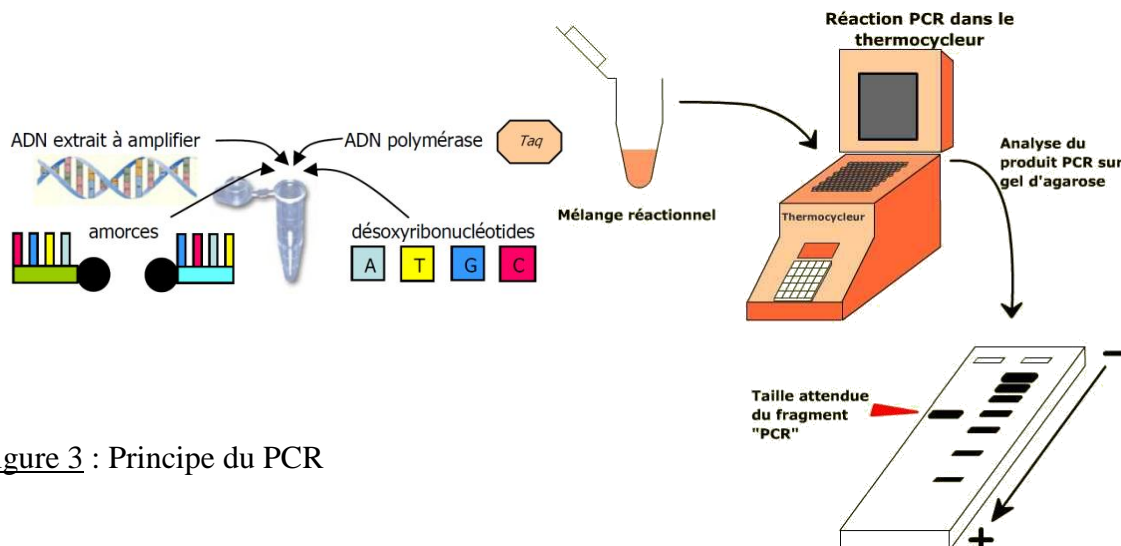 Réaction PCR dans le
thermocycleur
ADN extrait à amplifier
ADN polymérase
Taq
amorces
désoxyribonucléotides
A T G C
Mélange réactionnel
Thermocycleur
Analyse du
produit PCR sur
gel d'agarose
-
Taille attendue
du fragment
"PCR"
+
gure 3 : Principe du PCR